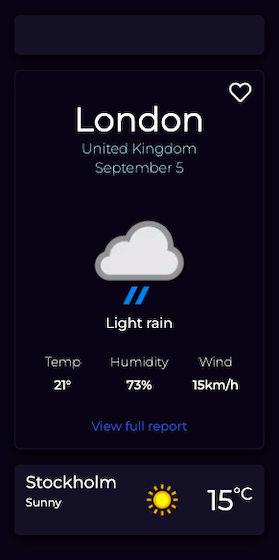 London
United Kingdom
September 5
Light rain
Temp Humidity Wind
21° 73% 15km/h
View full report
Stockholm
Sunny
15°C